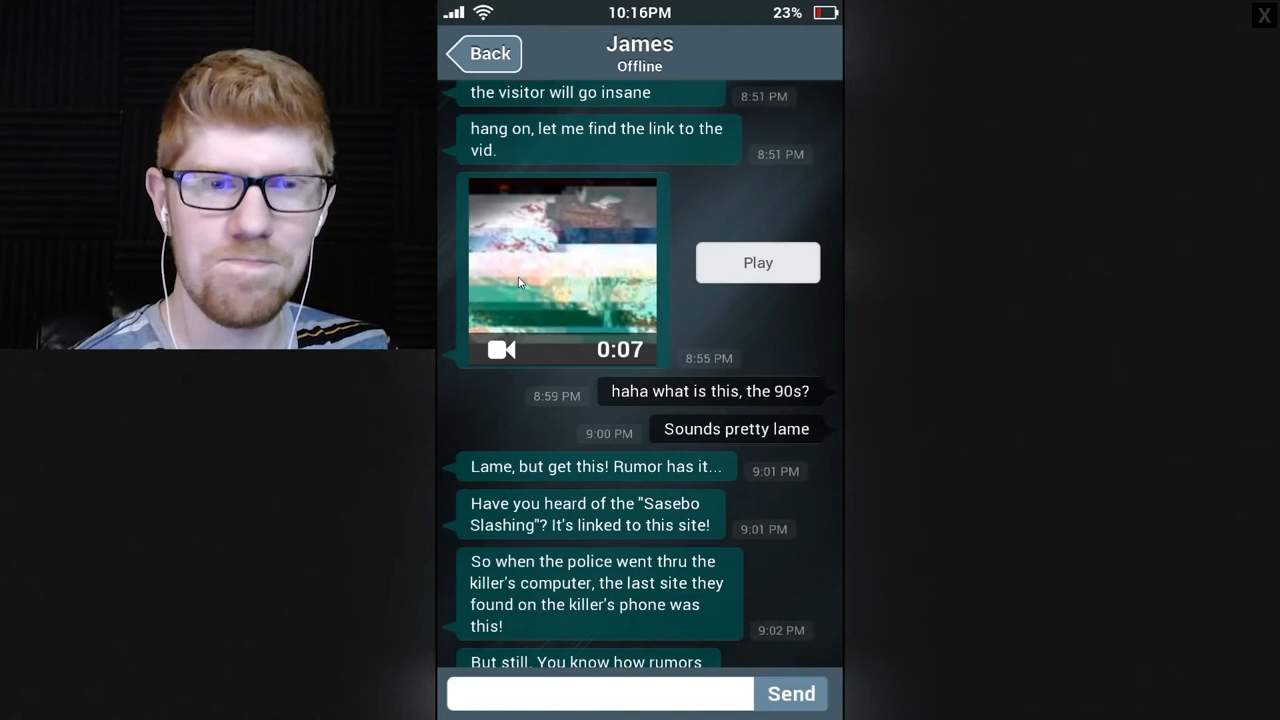 10:16PM
23%
X
Back
James
Offline
the visitor will go insane
8:51 PM
hang on, let me find the link to the
vid.
8:51 PM
Play
0:07
8:55 PM
8:59 PM
haha what is this, the 90s?
9:00 PM
Sounds pretty lame
Lame, but get this! Rumor has it...
9:01 PM
Have you heard of the "Sasebo
Slashing"? It's linked to this site!
9:01 PM
So when the police went thru the
killer's computer, the last site they
found on the killer's phone was
this!
9:02 PM
But still. You know how rumors
Send